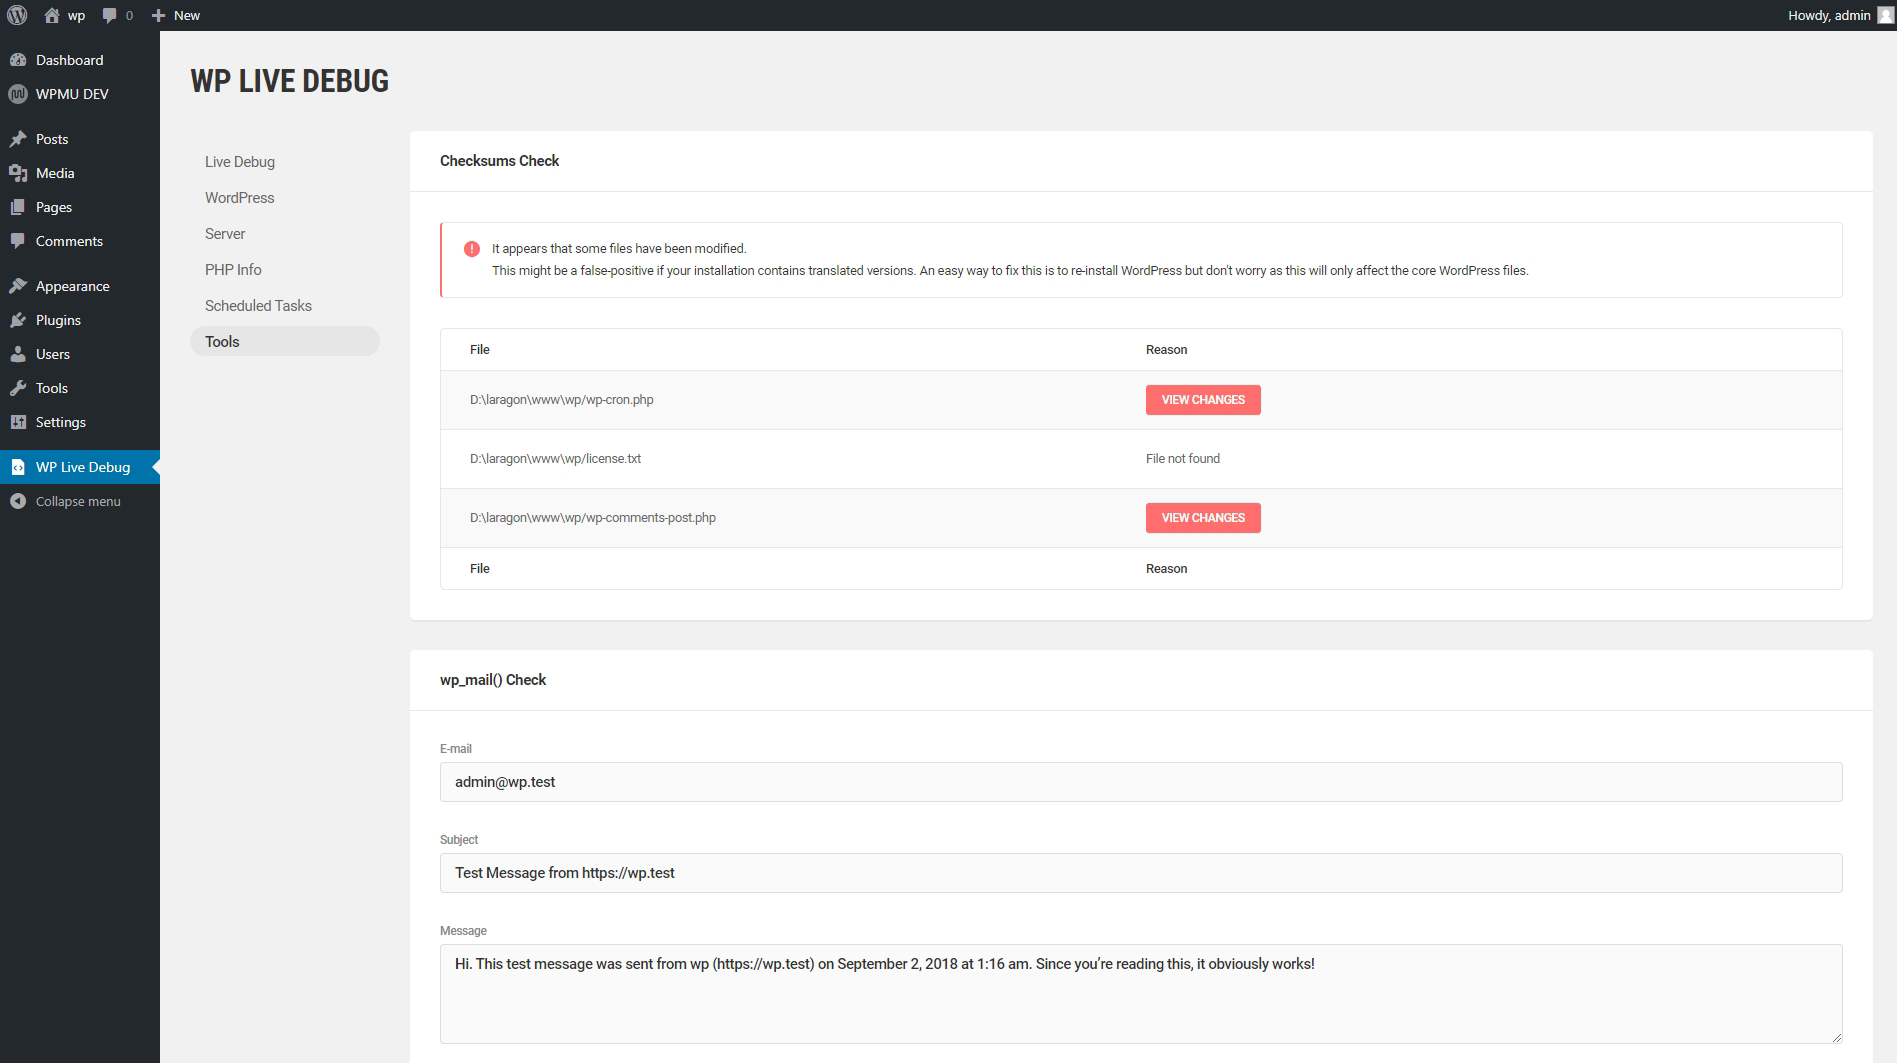 wp
0
New
Howdy, admin
Dashboard
WPMU DEV
Posts
Media
Pages
Comments
Appearance
Plugins
Users
Tools
Settings
WP Live Debug
Collapse menu
WP LIVE DEBUG
Live Debug
WordPress
Server
PHP Info
Scheduled Tasks
Tools
Checksums Check
It appears that some files have been modified.
This might be a false-positive if your installation contains translated versions. An easy way to fix this is to re-install WordPress but don't worry as this will only affect the core WordPress files.
File Reason
D:\laragon\www\wp/wp-cron.php VIEW CHANGES
D:\laragon\www\wp/license.txt File not found
D:\laragon\www\wp/wp-comments-post.php VIEW CHANGES
File Reason
wp_mail() Check
E-mail
admin@wp.test
Subject
Test Message from https://wp.test
Message
Hi. This test message was sent from wp (https://wp.test) on September 2, 2018 at 1:16 am. Since you’re reading this, it obviously works!